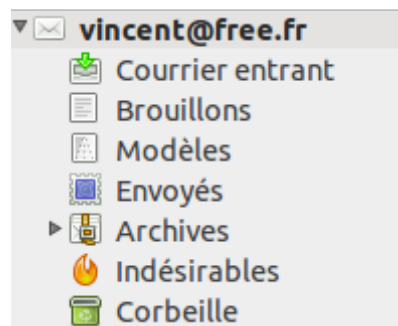 vincent@free.fr
Courrier entrant
Brouillons
Modèles
Envoyés
Archives
Indésirables
Corbeille